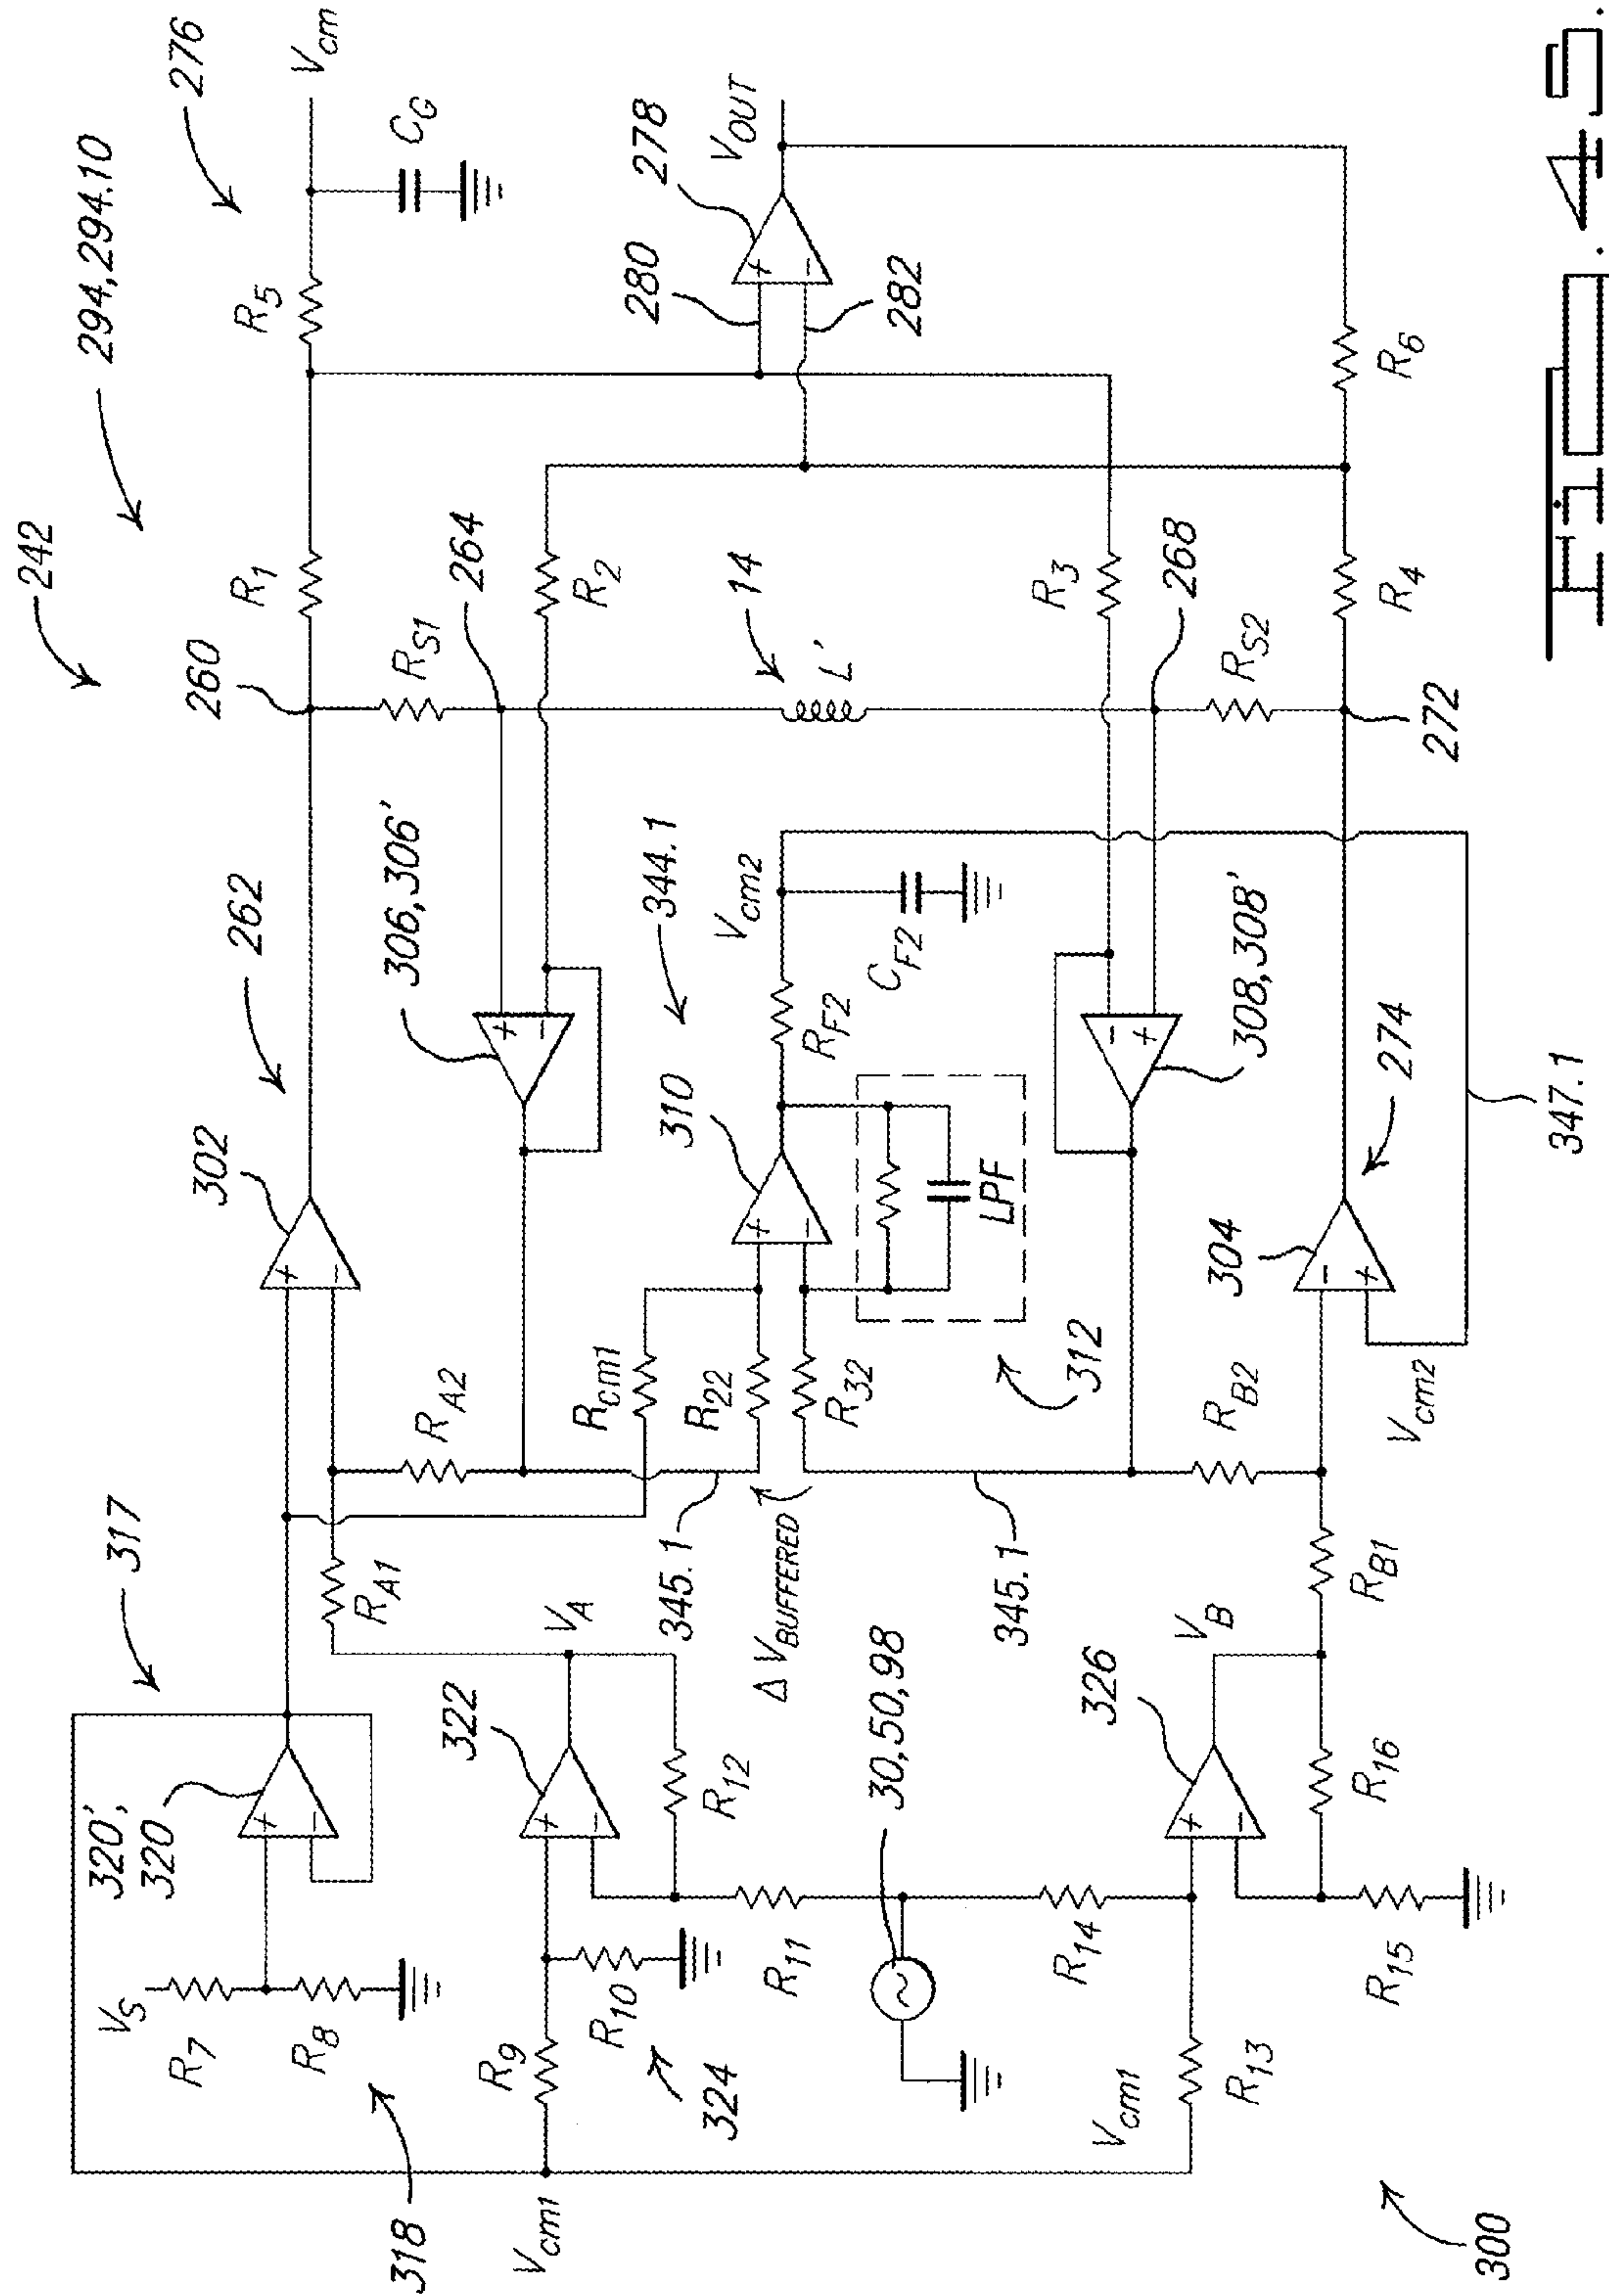 242
294,294.10
276
260
R1
R5
Vcm
CG
262
302
317
320',
320
VS
R7
R8
318
RA1
RA2
RS1
264
306,306'
R2
280
278
VOUT
282
322
VA
R12
R9
R10
324
R11
Vcm1
345.1
Rcm1
R22
R32
ΔVBUFFERED
310
344.1
Vcm2
RF2
CF2
LPF
312
14
L'
R3
268
RS2
308,308'
30,50,98
345.1
R14
326
VB
R13
Vcm1
R15
R16
RB1
RB2
304
Vcm2
274
347.1
272
R4
R6
300
+
−
+
−
+
−
+
−
+
−
+
−
−
+
−
+
+
−
FIG. 45.